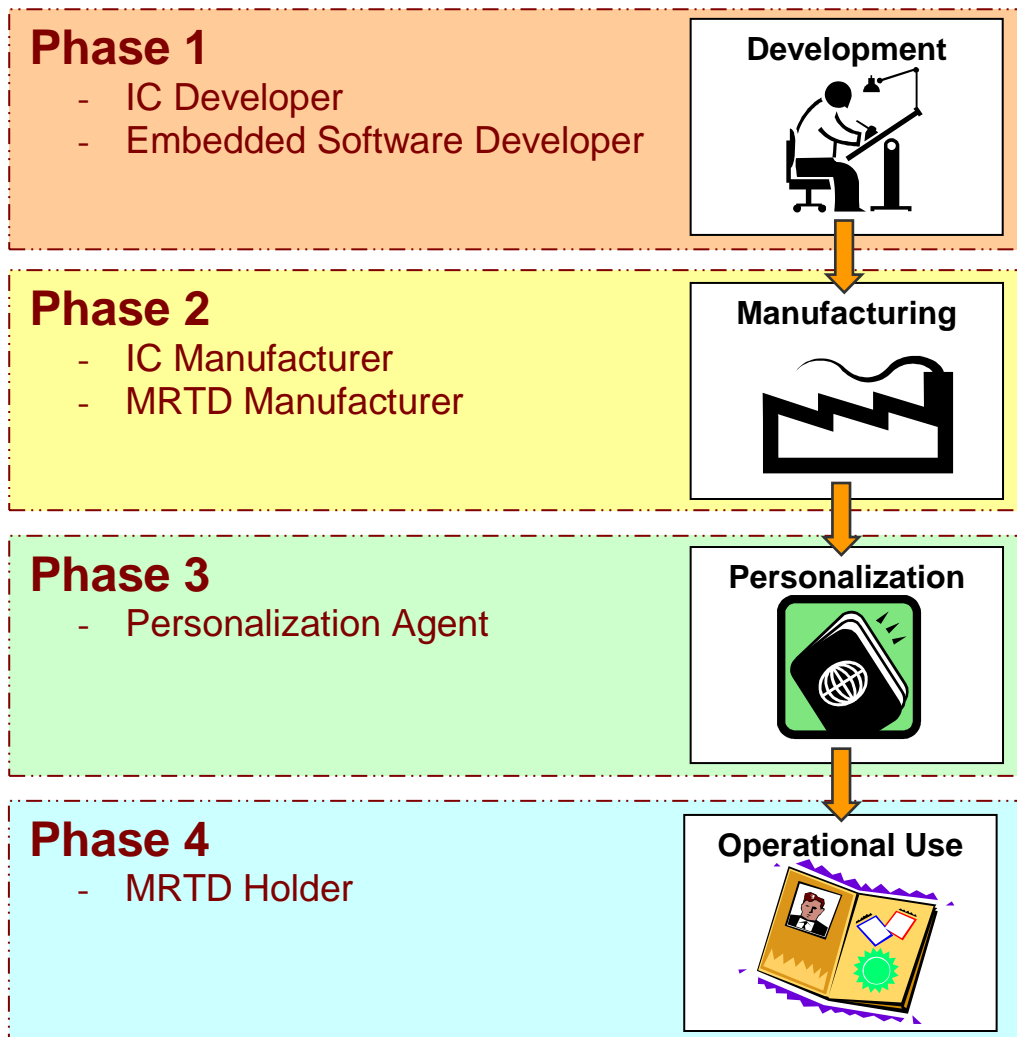 Phase 1
- IC Developer
- Embedded Software Developer
Development
Phase 2
- IC Manufacturer
- MRTD Manufacturer
Manufacturing
Phase 3
- Personalization Agent
Personalization
Phase 4
- MRTD Holder
Operational Use